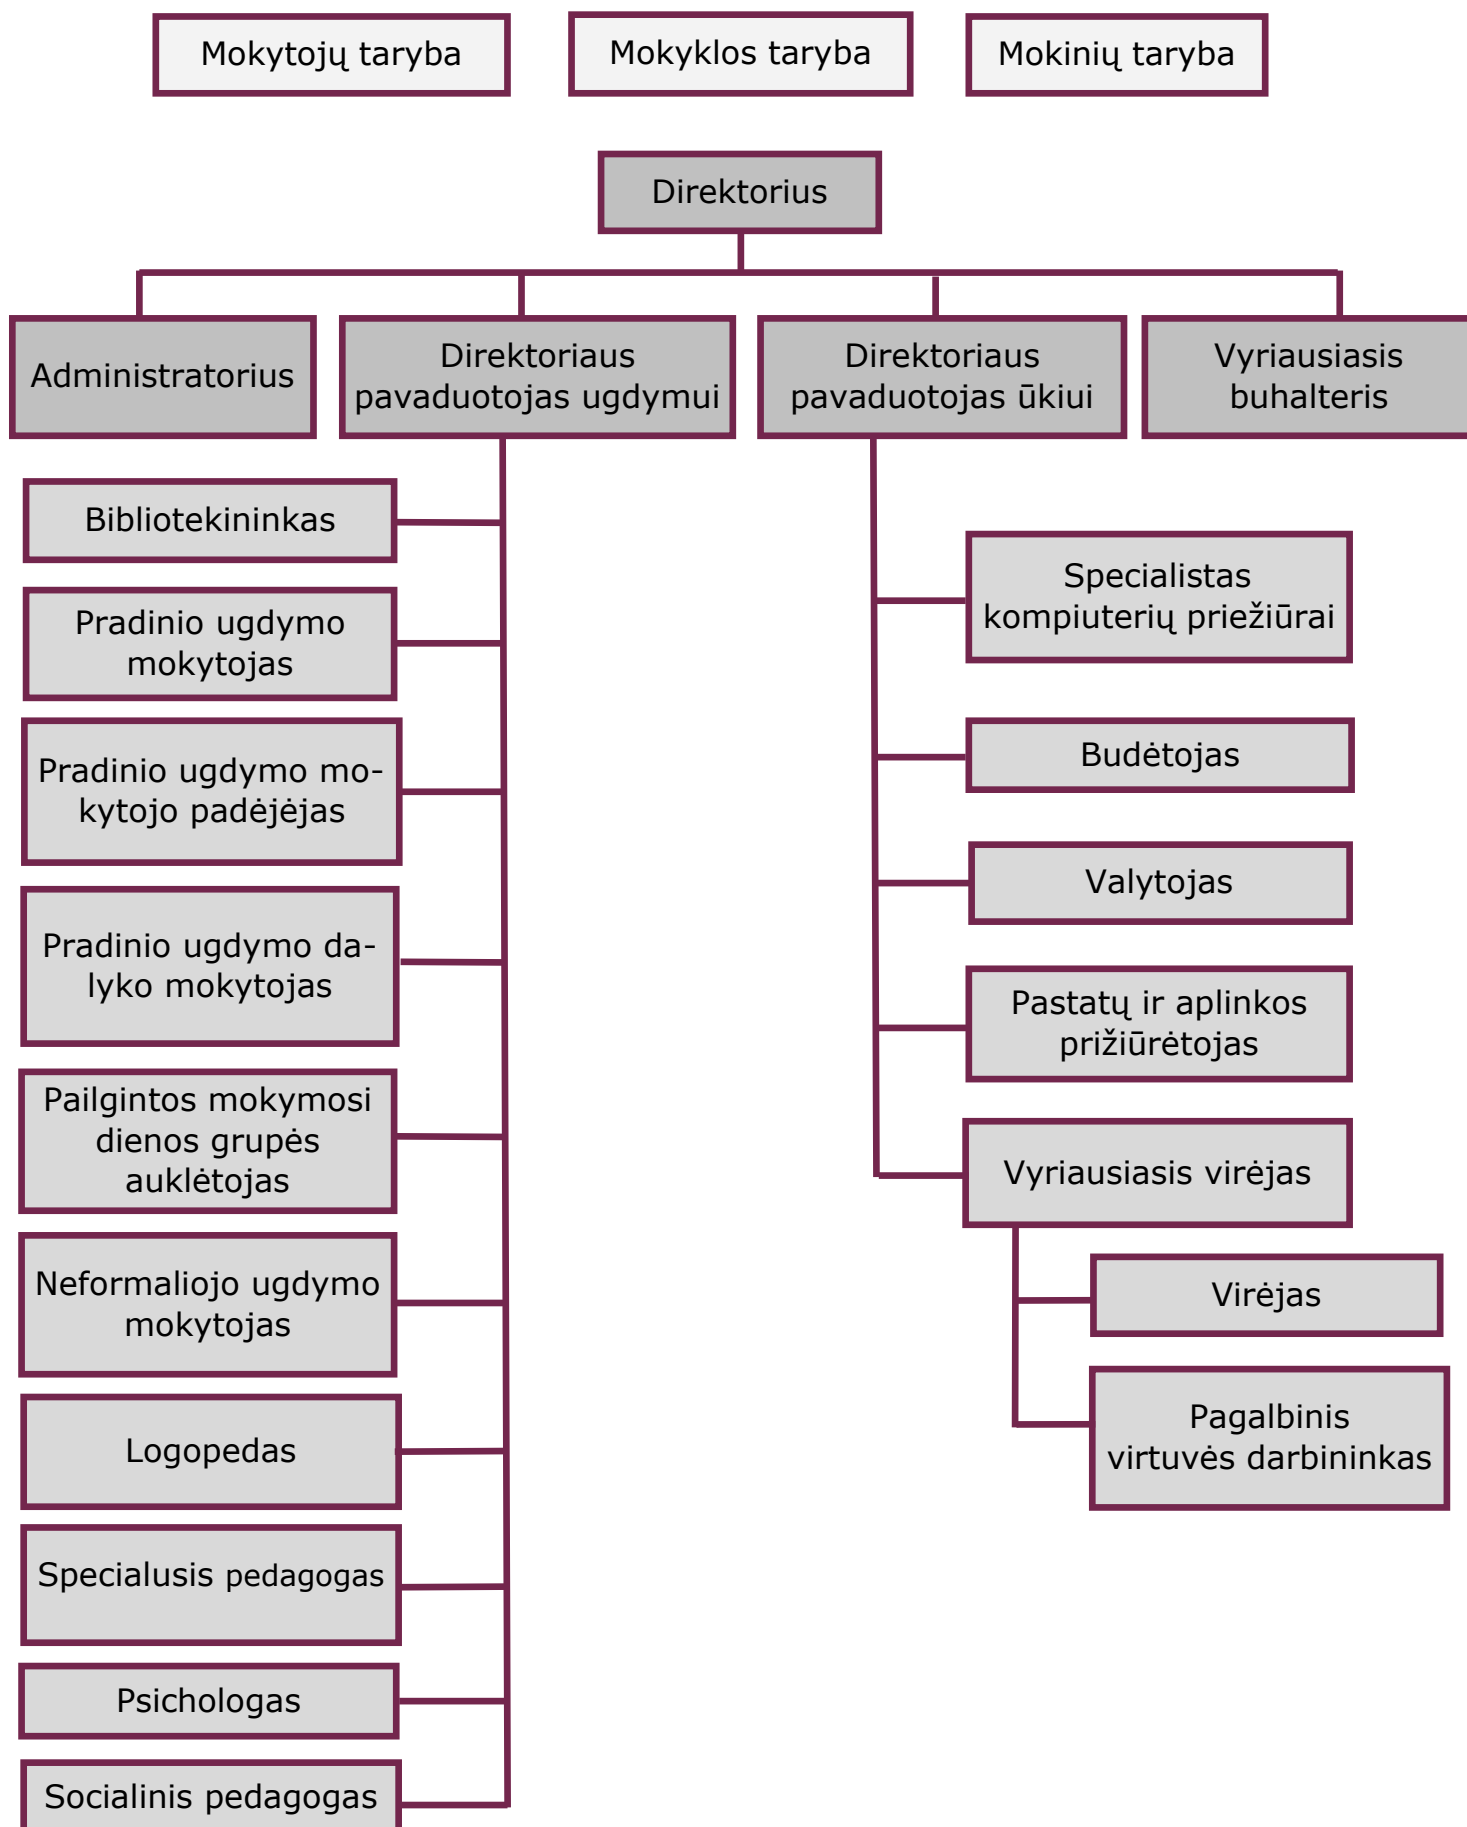 Mokytojų taryba
Mokyklos taryba
Mokinių taryba
Direktorius
Administratorius
Direktoriaus
pavaduotojas ugdymui
Direktoriaus
pavaduotojas ūkiui
Vyriausiasis
buhalteris
Bibliotekininkas
Pradinio ugdymo
mokytojas
Pradinio ugdymo mo-
kytojo padėjėjas
Pradinio ugdymo da-
lyko mokytojas
Pailgintos mokymosi
dienos grupės
auklėtojas
Neformaliojo ugdymo
mokytojas
Logopedas
Specialusis pedagogas
Psichologas
Socialinis pedagogas
Specialistas
kompiuterių priežiūrai
Budėtojas
Valytojas
Pastatų ir aplinkos
prižiūrėtojas
Vyriausiasis virėjas
Virėjas
Pagalbinis
virtuvės darbininkas